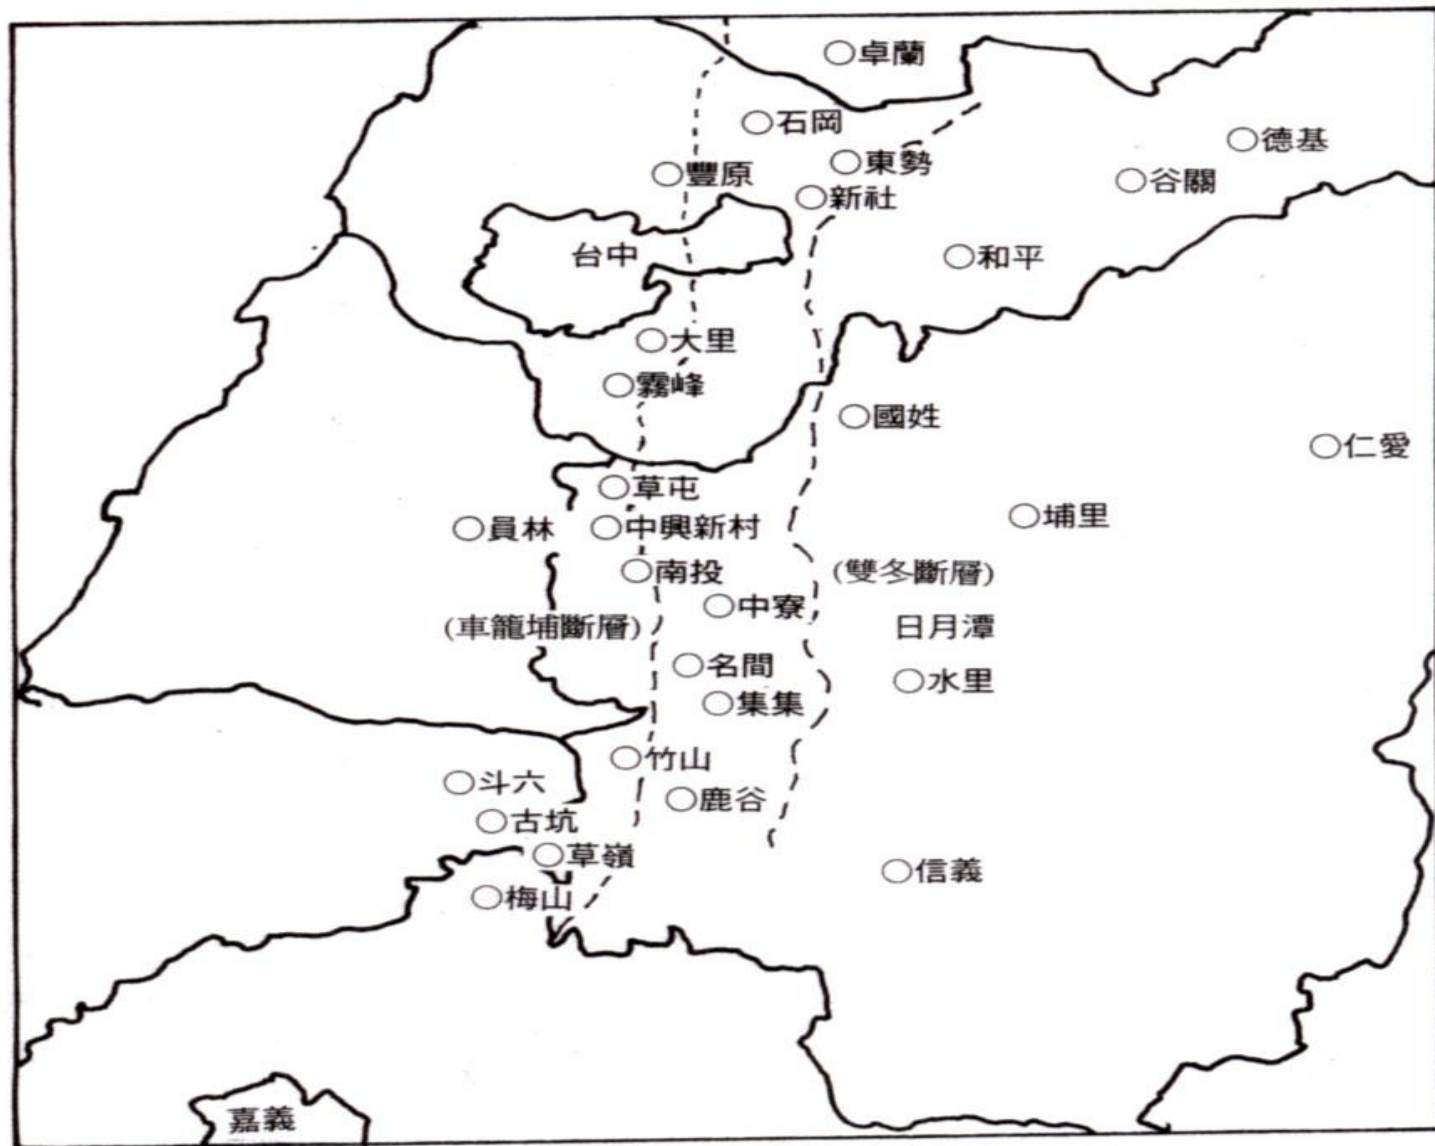 ○卓蘭
○石岡
○德基
○東勢
○豐原
○谷關
○新社
台中
○和平
○大里
○霧峰
○國姓
○仁愛
○草屯
○埔里
○員林
○中興新村
○南投
(雙冬斷層)
○中寮
(車籠埔斷層)
日月潭
○名間
○水里
○集集
○竹山
○斗六
○鹿谷
○古坑
○草嶺
○信義
○梅山
嘉義